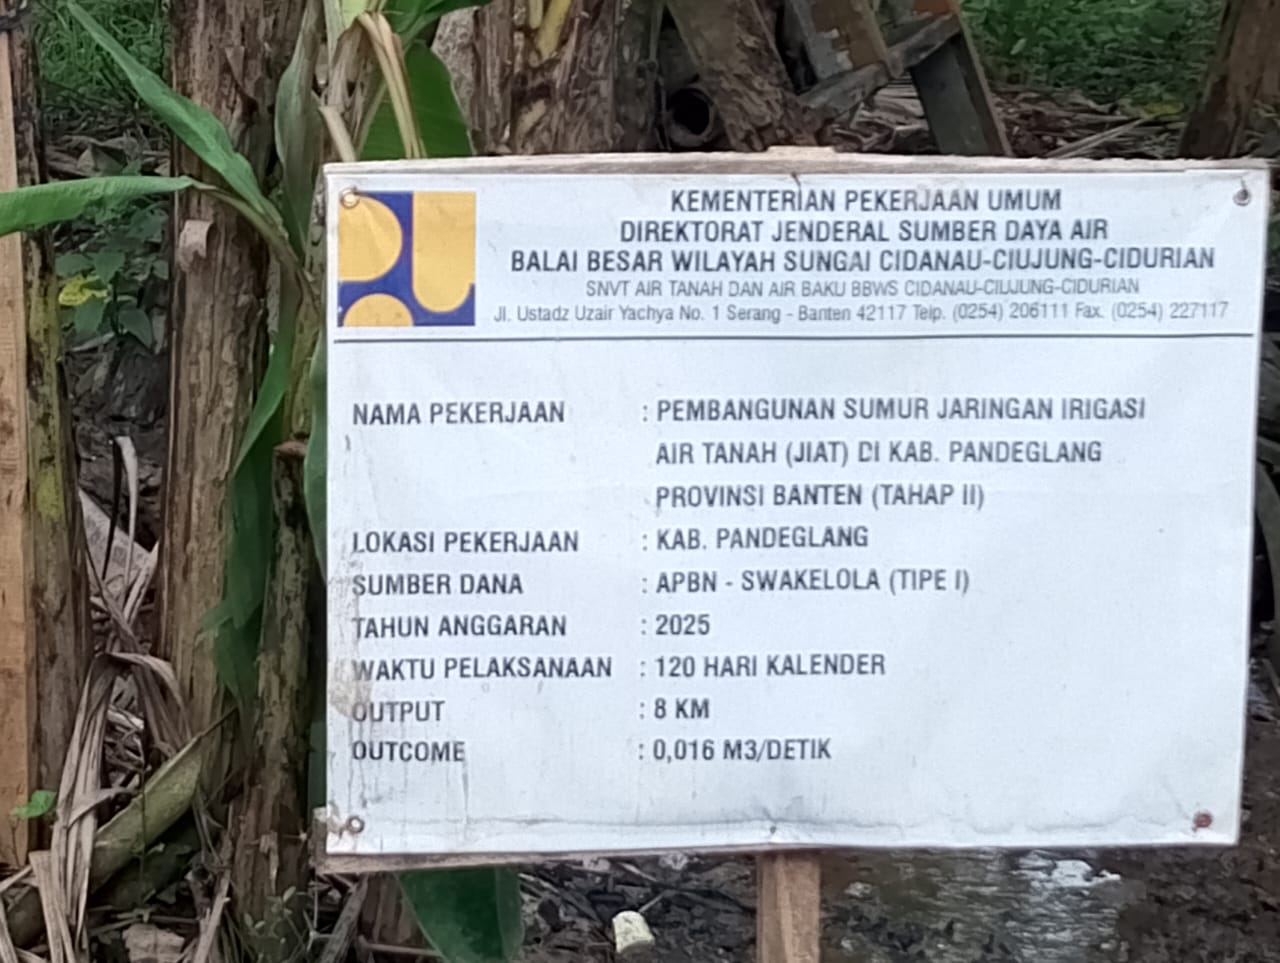 KEMENTERIAN PEKERJAAN UMUM
DIREKTORAT JENDERAL SUMBER DAYA AIR
BALAI BESAR WILAYAH SUNGAI CIDANAU-CIUJUNG-CIDURIAN
SNVT AIR TANAH DAN AIR BAKU BBWS CIDANAU-CIUJUNG-CIDURIAN
Jl. Ustadz Uzair Yachya No. 1 Serang - Banten 42117 Telp. (0254) 206111 Fax. (0254) 227117
NAMA PEKERJAAN : PEMBANGUNAN SUMUR JARINGAN IRIGASI
AIR TANAH (JIAT) DI KAB. PANDEGLANG
PROVINSI BANTEN (TAHAP II)
LOKASI PEKERJAAN : KAB. PANDEGLANG
SUMBER DANA : APBN - SWAKELOLA (TIPE I)
TAHUN ANGGARAN : 2025
WAKTU PELAKSANAAN : 120 HARI KALENDER
OUTPUT : 8 KM
OUTCOME : 0,016 M3/DETIK